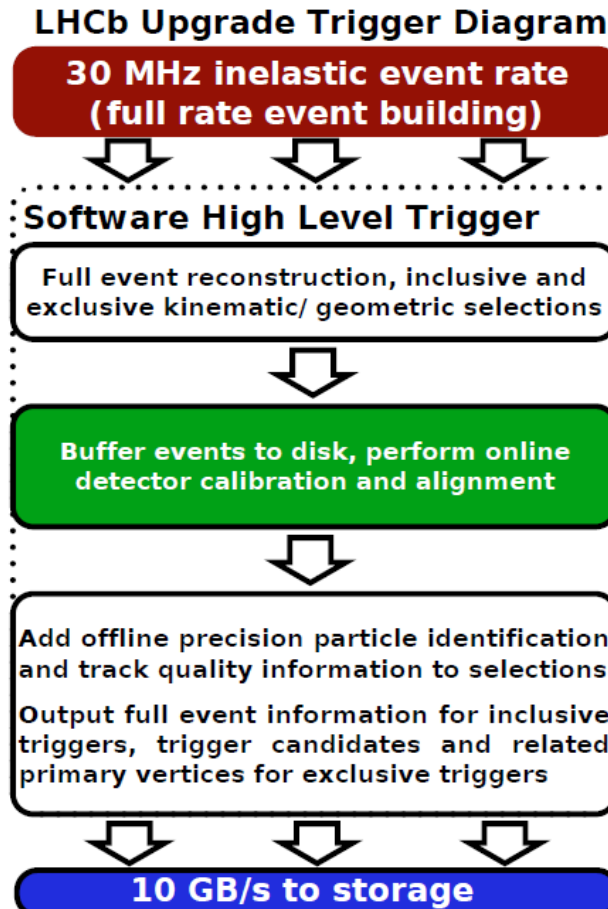 LHCb Upgrade Trigger Diagram
30 MHz inelastic event rate
(full rate event building)
Software High Level Trigger
Full event reconstruction, inclusive and
exclusive kinematic/ geometric selections
Buffer events to disk, perform online
detector calibration and alignment
Add offline precision particle identification
and track quality information to selections
Output full event information for inclusive
triggers, trigger candidates and related
primary vertices for exclusive triggers
10 GB/s to storage